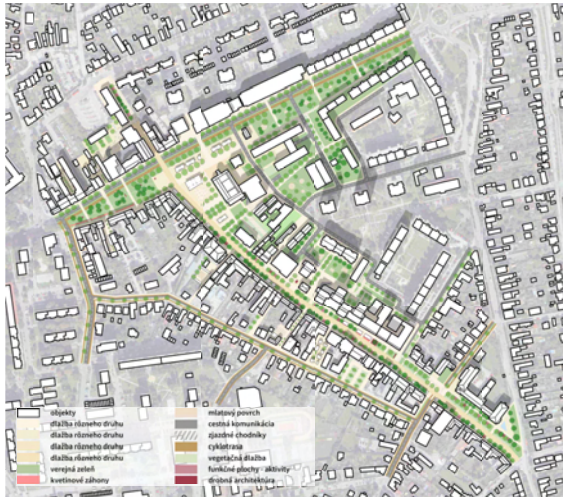 objekty
dlažba rôzneho druhu
dlažba rôzneho druhu
dlažba rôzneho druhu
dlažba rôzneho druhu
verejná zeleň
kvetinové záhony
mlatový povrch
cestná komunikácia
zjazdné chodníky
cyklotrasa
vegetačná dlažba
funkčné plochy - aktivity
drobná architektúra